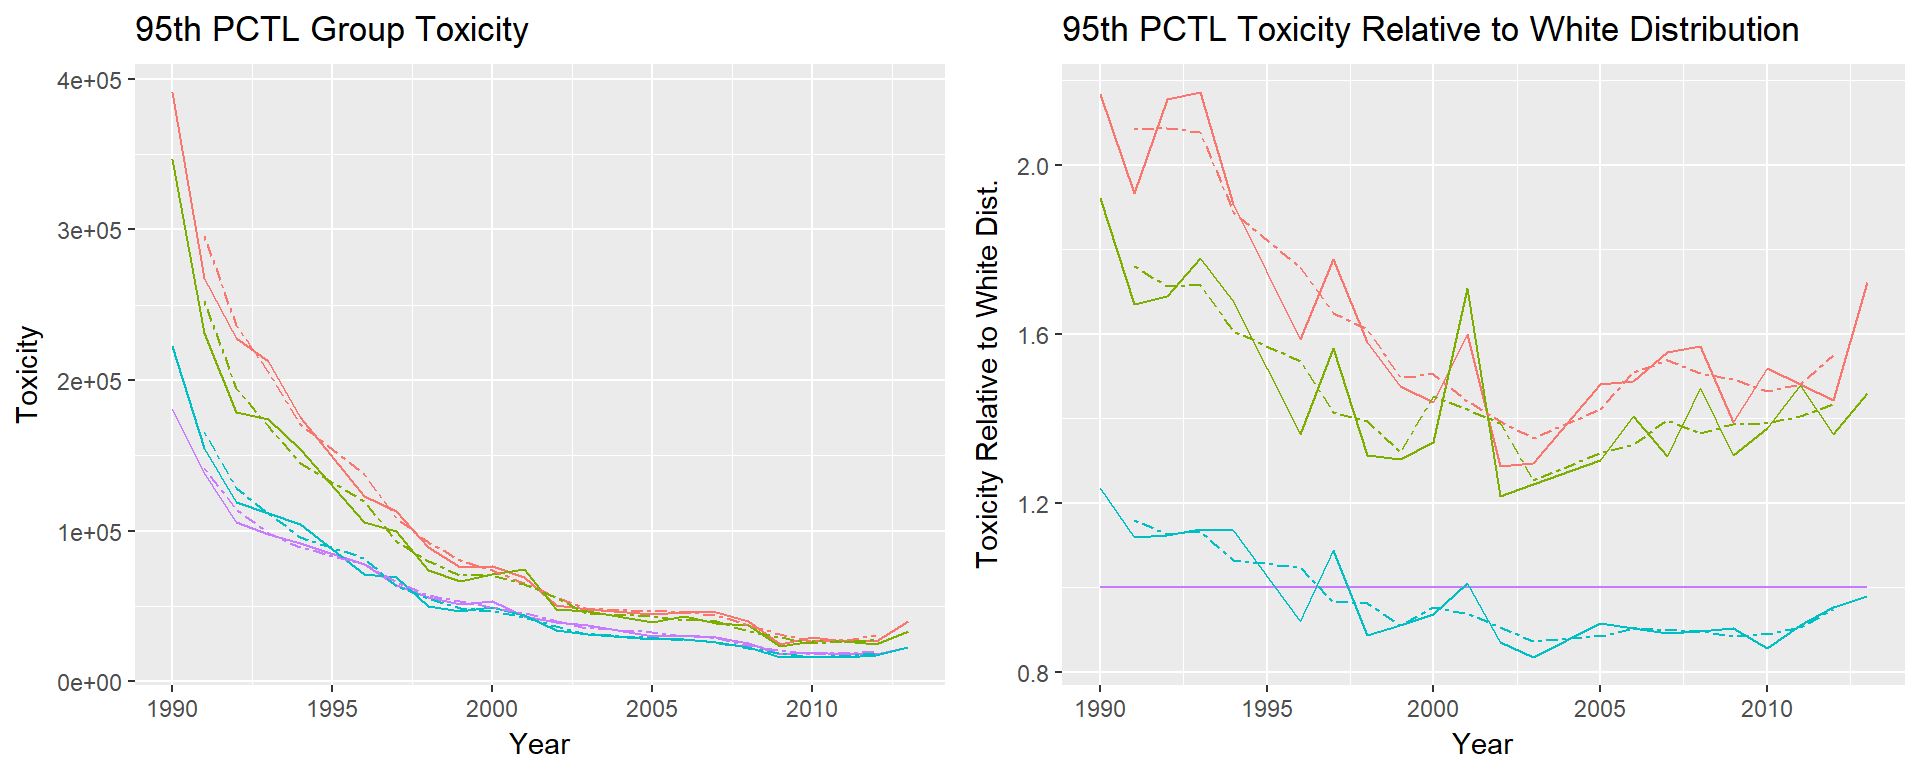 95th PCTL Group Toxicity
Toxicity
4e+05
3e+05
2e+05
1e+05
0e+00
1990
1995
2000
2005
2010
Year
95th PCTL Toxicity Relative to White Distribution
Toxicity Relative to White Dist.
2.0
1.6
1.2
0.8
1990
1995
2000
2005
2010
Year